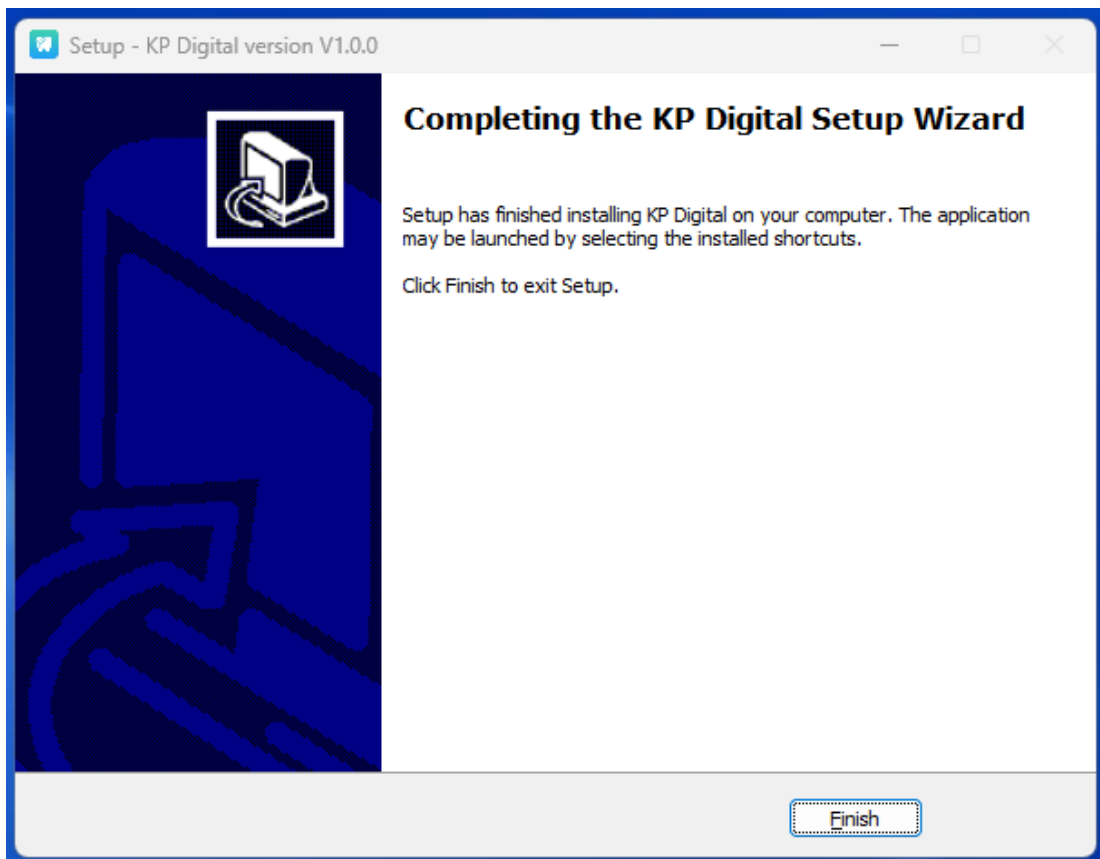 Setup - KP Digital version V1.0.0
Completing the KP Digital Setup Wizard
Setup has finished installing KP Digital on your computer. The application
may be launched by selecting the installed shortcuts.
Click Finish to exit Setup.
Finish